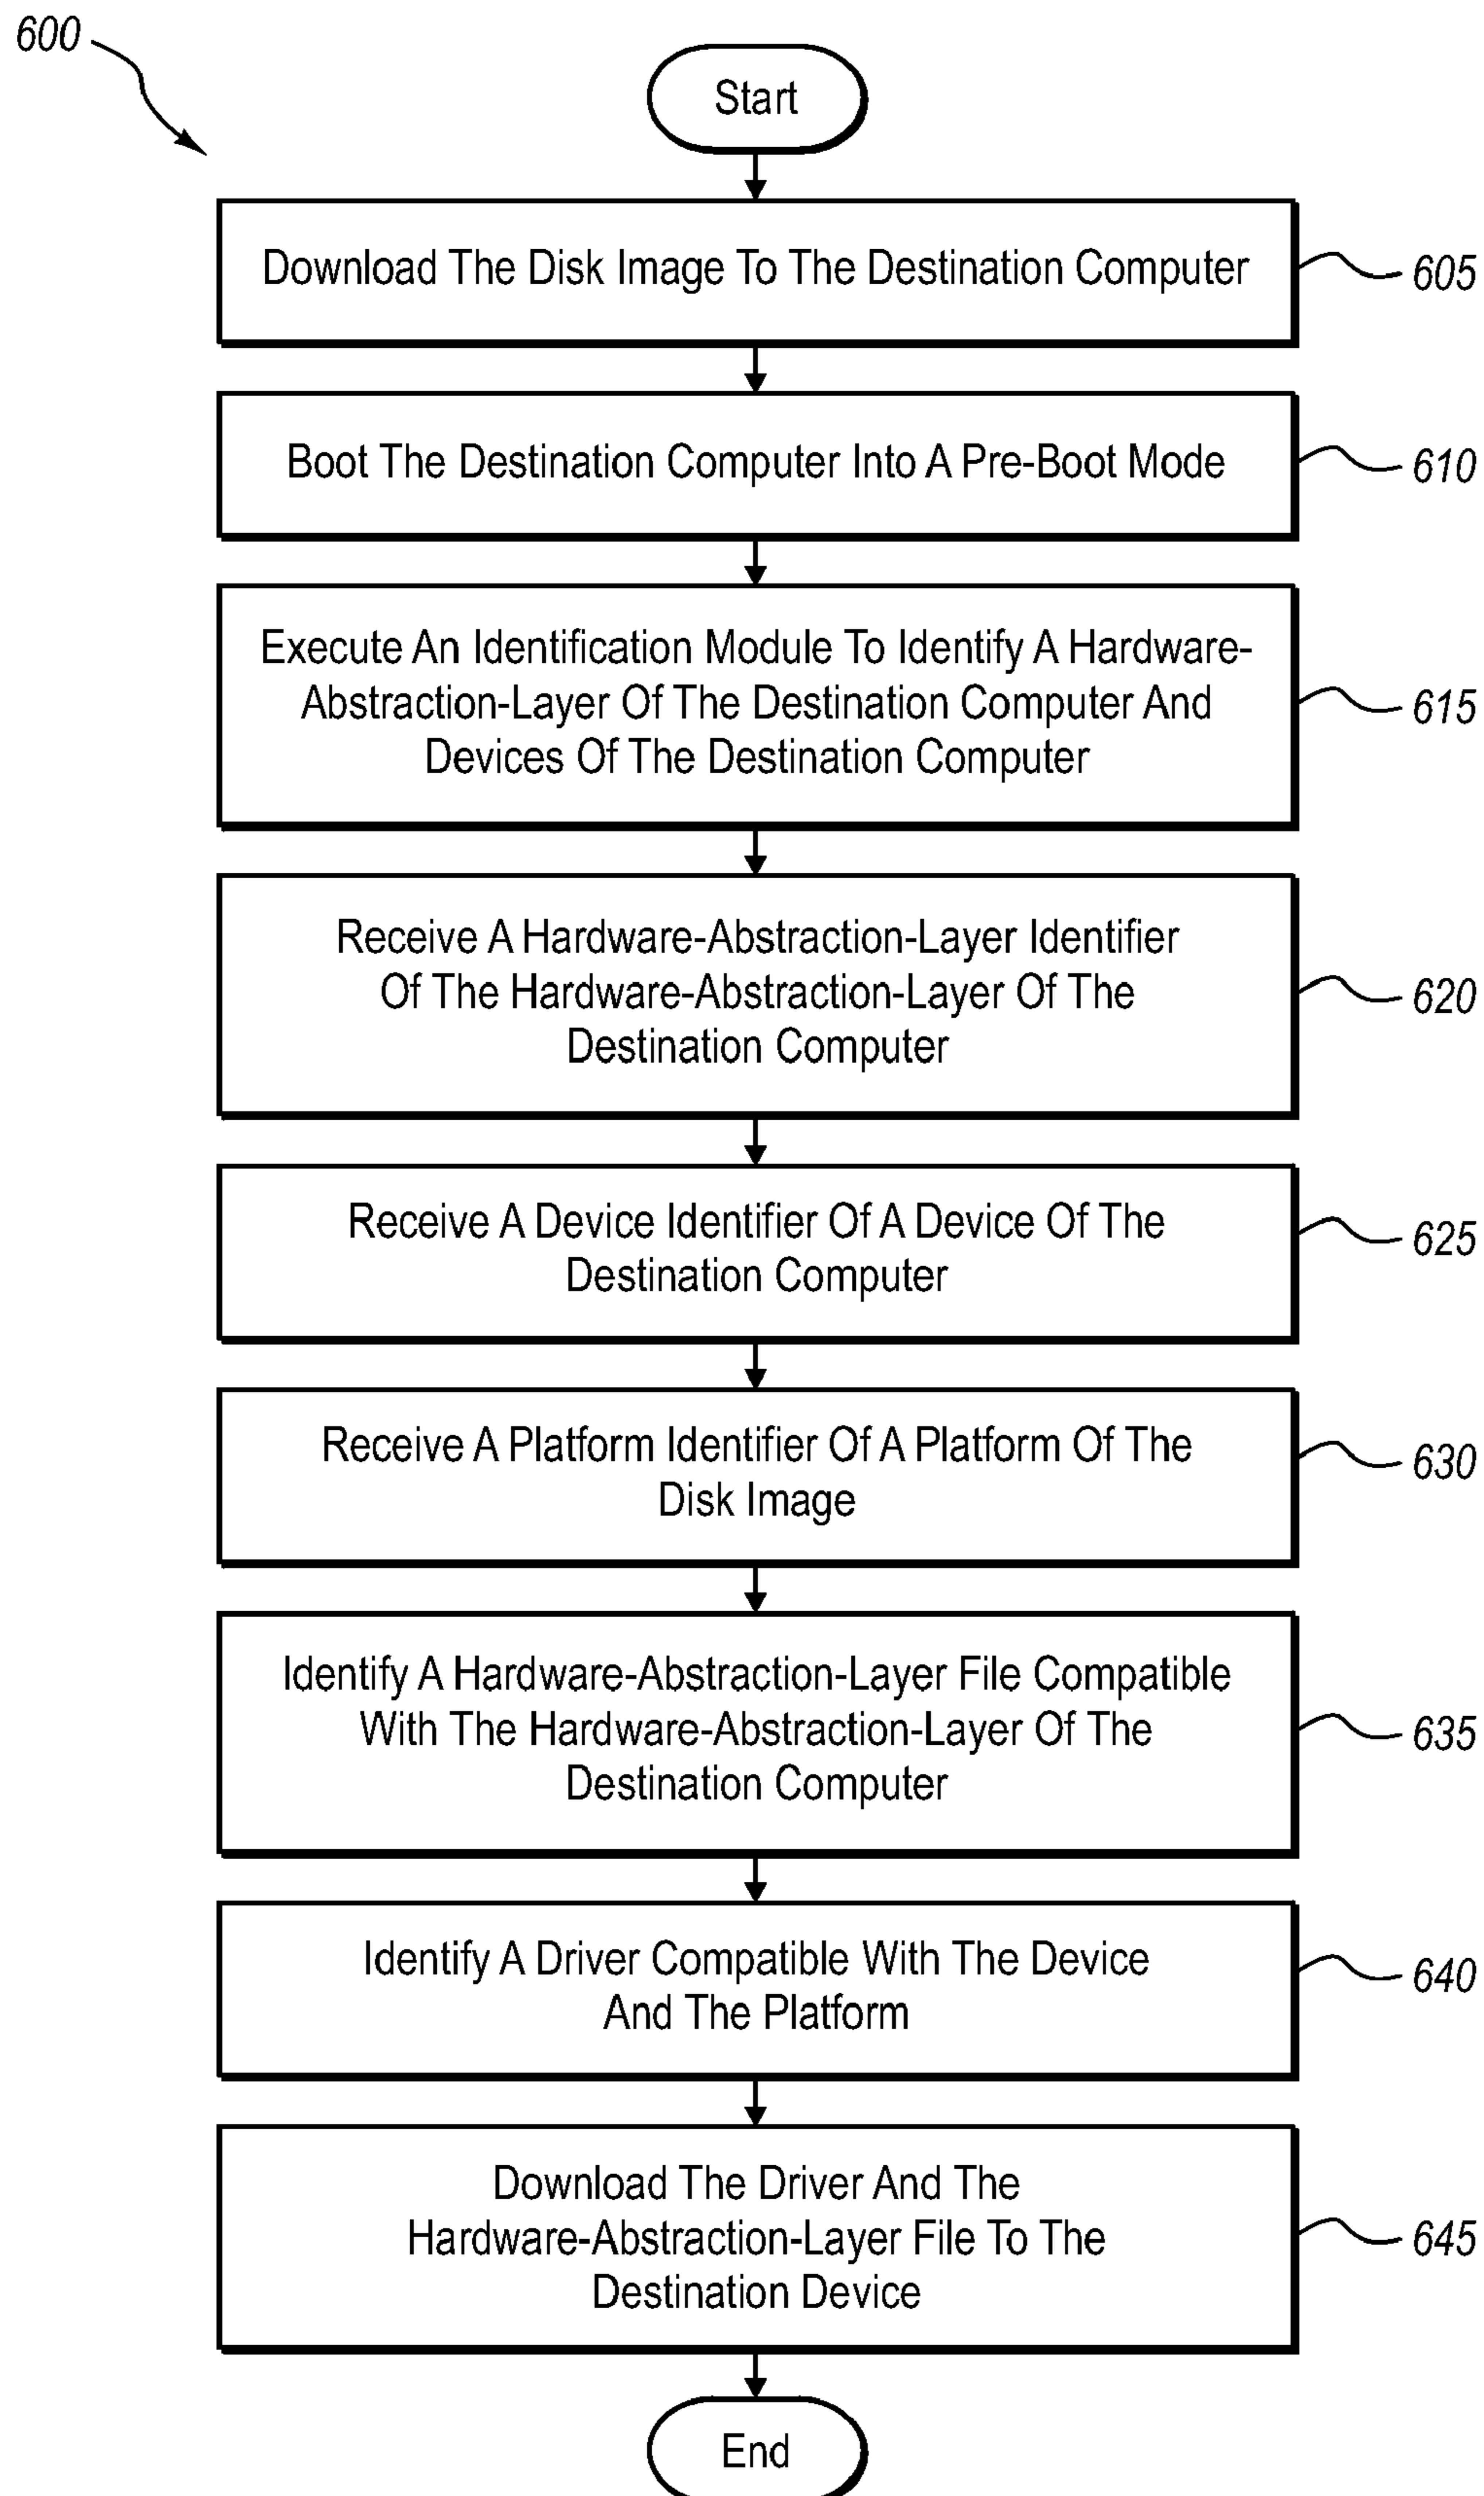 600
Start
Download The Disk Image To The Destination Computer
605
Boot The Destination Computer Into A Pre-Boot Mode
610
Execute An Identification Module To Identify A Hardware-
Abstraction-Layer Of The Destination Computer And
Devices Of The Destination Computer
615
Receive A Hardware-Abstraction-Layer Identifier
Of The Hardware-Abstraction-Layer Of The
Destination Computer
620
Receive A Device Identifier Of A Device Of The
Destination Computer
625
Receive A Platform Identifier Of A Platform Of The
Disk Image
630
Identify A Hardware-Abstraction-Layer File Compatible
With The Hardware-Abstraction-Layer Of The
Destination Computer
635
Identify A Driver Compatible With The Device
And The Platform
640
Download The Driver And The
Hardware-Abstraction-Layer File To The
Destination Device
645
End